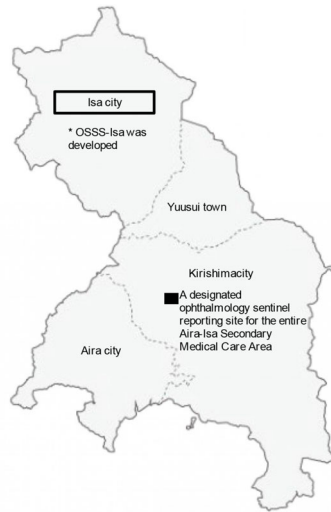 Isa city
* OSSS-Isa was
developed
Yuusui town
Kirishimacity
A designated
ophthalmology sentinel
reporting site for the entire
Aira-Isa Secondary
Medical Care Area
Aira city